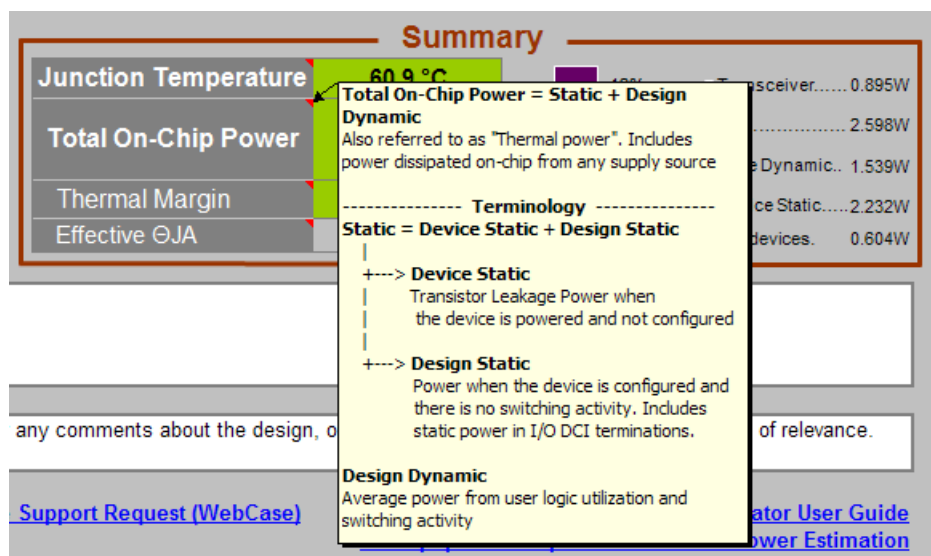 Summary
Junction Temperature
60.9 °C
Total On-Chip Power
Thermal Margin
Effective ΘJA
Total On-Chip Power = Static + Design
Dynamic
Also referred to as "Thermal power". Includes
power dissipated on-chip from any supply source
--------------- Terminology ---------------
Static = Device Static + Design Static
|
+---> Device Static
| Transistor Leakage Power when
| the device is powered and not configured
|
+---> Design Static
Power when the device is configured and
there is no switching activity. Includes
static power in I/O DCI terminations.
Design Dynamic
Average power from user logic utilization and
switching activity
0.895W
2.598W
Dynamic.. 1.539W
Static.....2.232W
devices. 0.604W
any comments about the design, o
of relevance.
Support Request (WebCase)
User Guide
Estimation